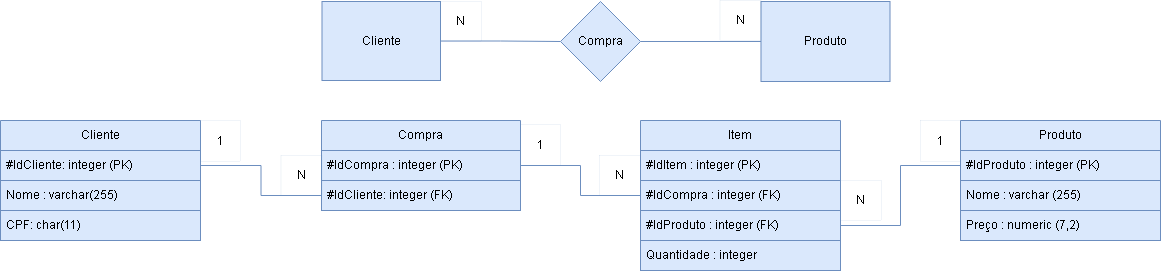 Cliente
N
Compra
N
Produto
Cliente
#IdCliente: integer (PK)
Nome : varchar(255)
CPF: char(11)
1
N
Compra
#IdCompra : integer (PK)
#IdCliente: integer (FK)
1
N
Item
#IdItem : integer (PK)
#IdCompra : integer (FK)
#IdProduto : integer (FK)
Quantidade : integer
N
1
Produto
#IdProduto : integer (PK)
Nome : varchar (255)
Preço : numeric (7,2)